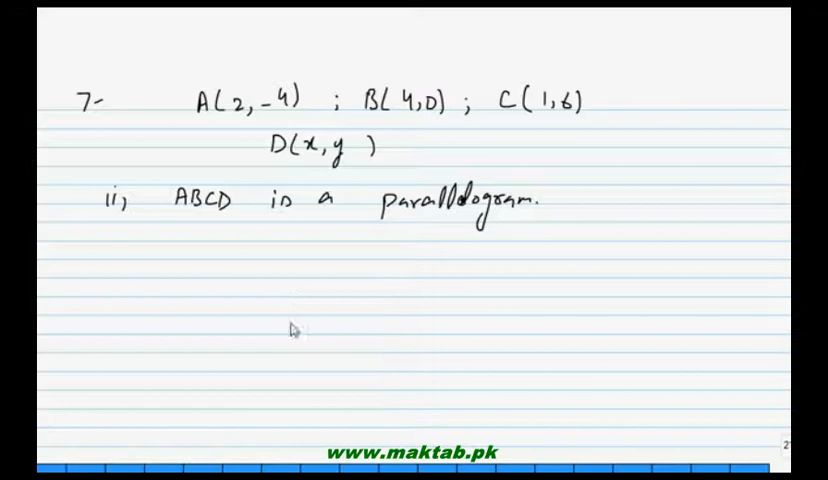 7- A(2, -4) ; B(4,0) ; C(1,6)
D(x, y )
ii, ABCD is a parallelogram.
www.maktab.pk